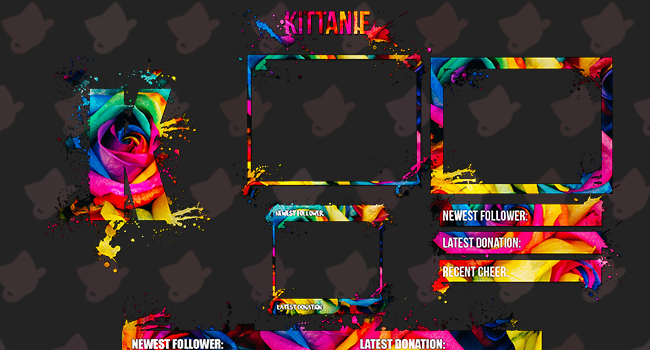 KITTANIE
NEWEST FOLLOWER
LATEST DONATION
NEWEST FOLLOWER:
LATEST DONATION:
RECENT CHEER:
NEWEST FOLLOWER: LATEST DONATION: